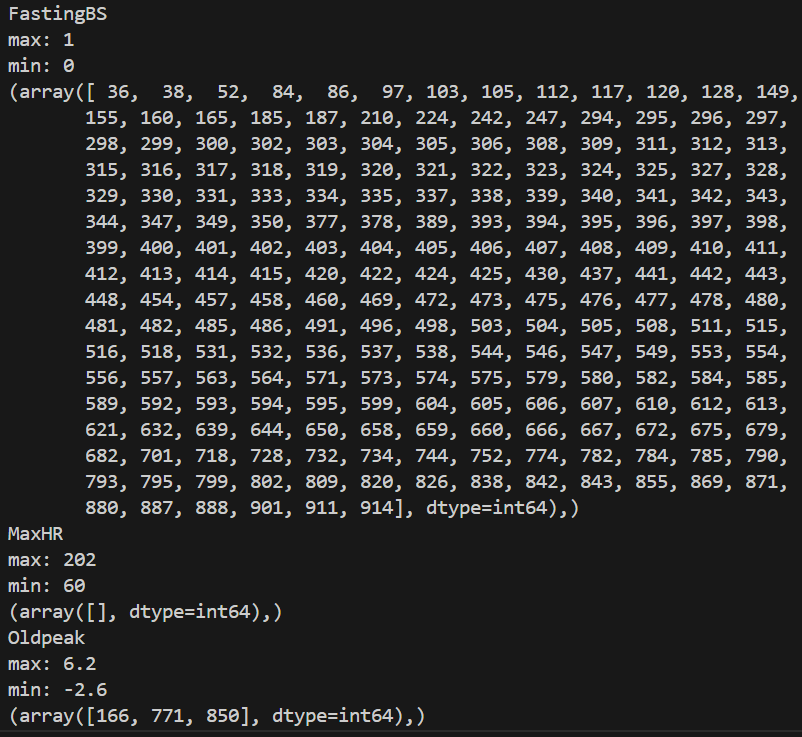 FastingBS
max: 1
min: 0
(array([ 36,  38,  52,  84,  86,  97, 103, 105, 112, 117, 120, 128, 149,
       155, 160, 165, 185, 187, 210, 224, 242, 247, 294, 295, 296, 297,
       298, 299, 300, 302, 303, 304, 305, 306, 308, 309, 311, 312, 313,
       315, 316, 317, 318, 319, 320, 321, 322, 323, 324, 325, 327, 328,
       329, 330, 331, 333, 334, 335, 337, 338, 339, 340, 341, 342, 343,
       344, 347, 349, 350, 377, 378, 389, 393, 394, 395, 396, 397, 398,
       399, 400, 401, 402, 403, 404, 405, 406, 407, 408, 409, 410, 411,
       412, 413, 414, 415, 420, 422, 424, 425, 430, 437, 441, 442, 443,
       448, 454, 457, 458, 460, 469, 472, 473, 475, 476, 477, 478, 480,
       481, 482, 485, 486, 491, 496, 498, 503, 504, 505, 508, 511, 515,
       516, 518, 531, 532, 536, 537, 538, 544, 546, 547, 549, 553, 554,
       556, 557, 563, 564, 571, 573, 574, 575, 579, 580, 582, 584, 585,
       589, 592, 593, 594, 595, 599, 604, 605, 606, 607, 610, 612, 613,
       621, 632, 639, 644, 650, 658, 659, 660, 666, 667, 672, 675, 679,
       682, 701, 718, 728, 732, 734, 744, 752, 774, 782, 784, 785, 790,
       793, 795, 799, 802, 809, 820, 826, 838, 842, 843, 855, 869, 871,
       880, 887, 888, 901, 911, 914], dtype=int64),)
MaxHR
max: 202
min: 60
(array([], dtype=int64),)
Oldpeak
max: 6.2
min: -2.6
(array([166, 771, 850], dtype=int64),)